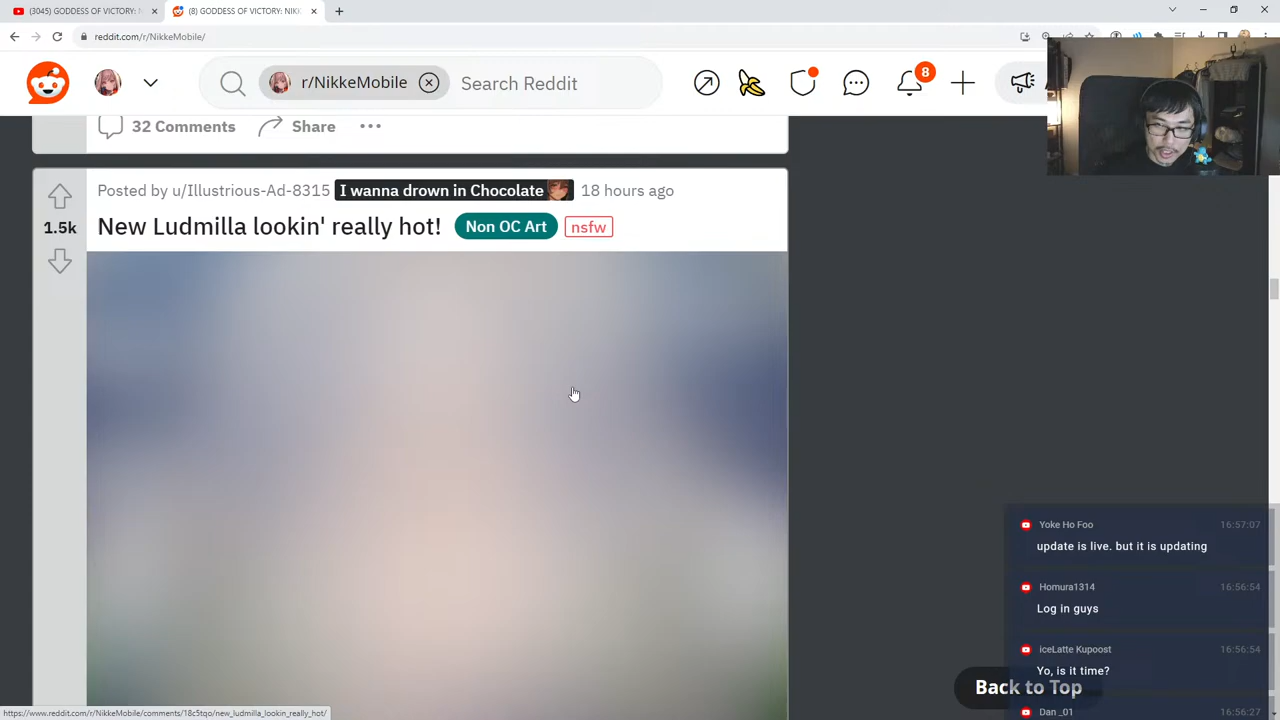 (3045) GODDESS OF VICTORY: N
(8) GODDESS OF VICTORY: NIKK
reddit.com/r/NikkeMobile/
r/NikkeMobile
Search Reddit
8
32 Comments
Share
Posted by u/Illustrious-Ad-8315 I wanna drown in Chocolate 18 hours ago
1.5k
New Ludmilla lookin' really hot! Non OC Art nsfw
Yoke Ho Foo 16:57:07
update is live. but it is updating
Homura1314 16:56:54
Log in guys
iceLatte Kupoost 16:56:54
Yo, is it time?
Back to Top
Dan _01 16:56:27
https://www.reddit.com/r/NikkeMobile/comments/18c5tqo/new_ludmilla_lookin_really_hot/